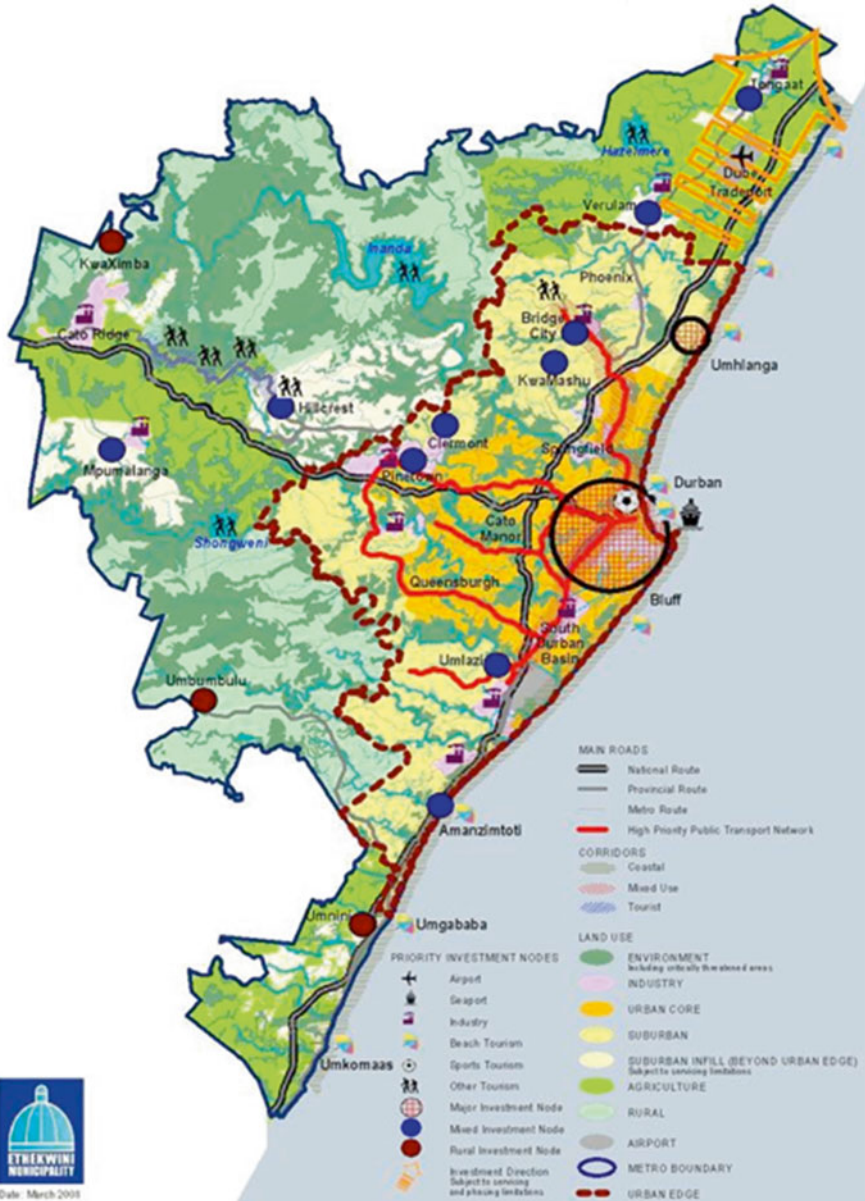 Tongaat
Hazelmere
Dube
Tradeport
Verulam
Inanda
KwaXimba
Phoenix
Cato Ridge
Bridge
City
Umhlanga
KwaMashu
Hillcrest
Clermont
Springfield
Mpumalanga
Pinetown
Durban
Cato
Manor
Shongweni
Queensburgh
Bluff
South
Durban
Basin
Umlazi
Umbumbulu
Amanzimtoti
Umnini
Umgababa
Umkomaas
MAIN ROADS
National Route
Provincial Route
Metro Route
High Priority Public Transport Network
CORRIDORS
Coastal
Mixed Use
Tourist
LAND USE
ENVIRONMENT
Including critically threatened areas
INDUSTRY
URBAN CORE
SUBURBAN
SUBURBAN INFILL (BEYOND URBAN EDGE)
Subject to servicing limitations
AGRICULTURE
RURAL
AIRPORT
METRO BOUNDARY
URBAN EDGE
PRIORITY INVESTMENT NODES
Airport
Seaport
Industry
Beach Tourism
Sports Tourism
Other Tourism
Major Investment Node
Mixed Investment Node
Rural Investment Node
Investment Direction
Subject to servicing
and phasing limitations
ETHEKWINI
MUNICIPALITY
Date: March 2008